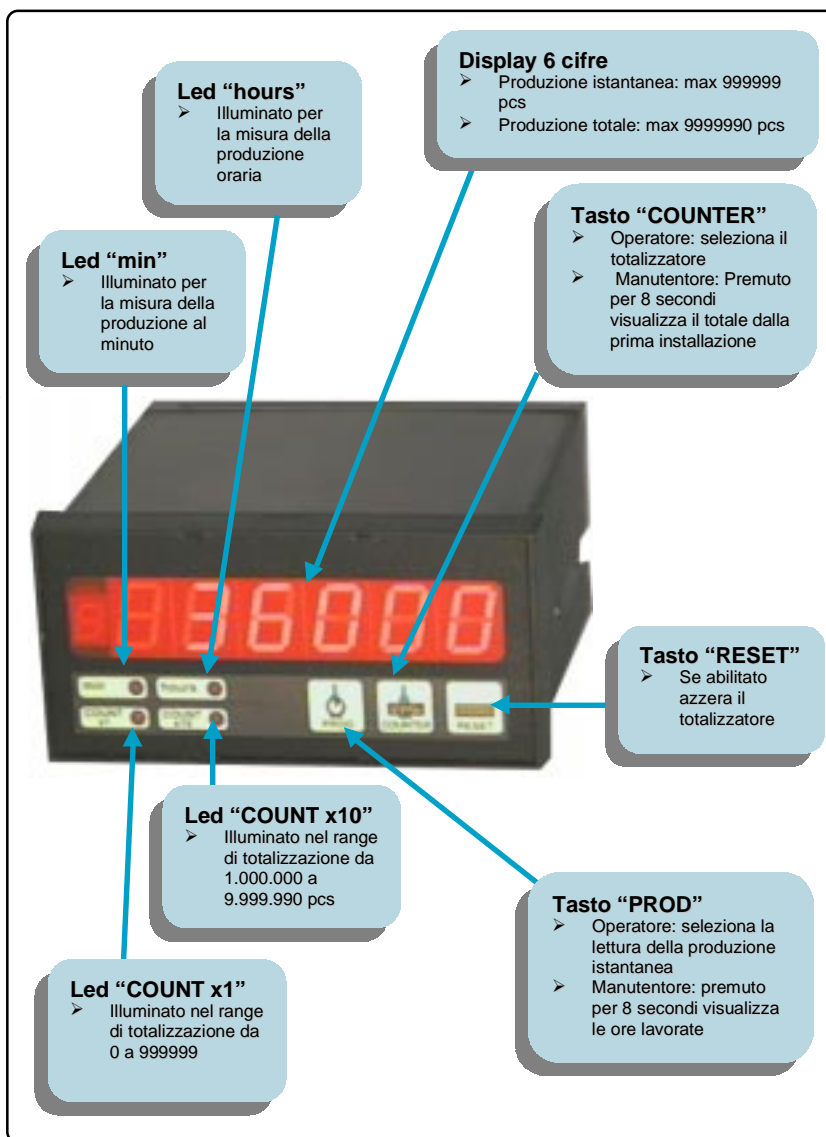 Display 6 cifre
➢ Produzione istantanea: max 999999
pcs
➢ Produzione totale: max 9999990 pcs
Led “hours”
➢ Illuminato per
la misura della
produzione
oraria
Tasto “COUNTER”
➢ Operatore: seleziona il
totalizzatore
➢ Manutentore: Premuto
per 8 secondi
visualizza il totale dalla
prima installazione
Led “min”
➢ Illuminato per
la misura della
produzione al
minuto
36000
min
hours
COUNT
x1
COUNT
x10
PROD
COUNTER
RESET
Tasto “RESET”
➢ Se abilitato
azzera il
totalizzatore
Led “COUNT x10”
➢ Illuminato nel range
di totalizzazione da
1.000.000 a
9.999.990 pcs
Tasto “PROD”
➢ Operatore: seleziona la
lettura della produzione
istantanea
➢ Manutentore: premuto
per 8 secondi visualizza
le ore lavorate
Led “COUNT x1”
➢ Illuminato nel range
di totalizzazione da
0 a 999999